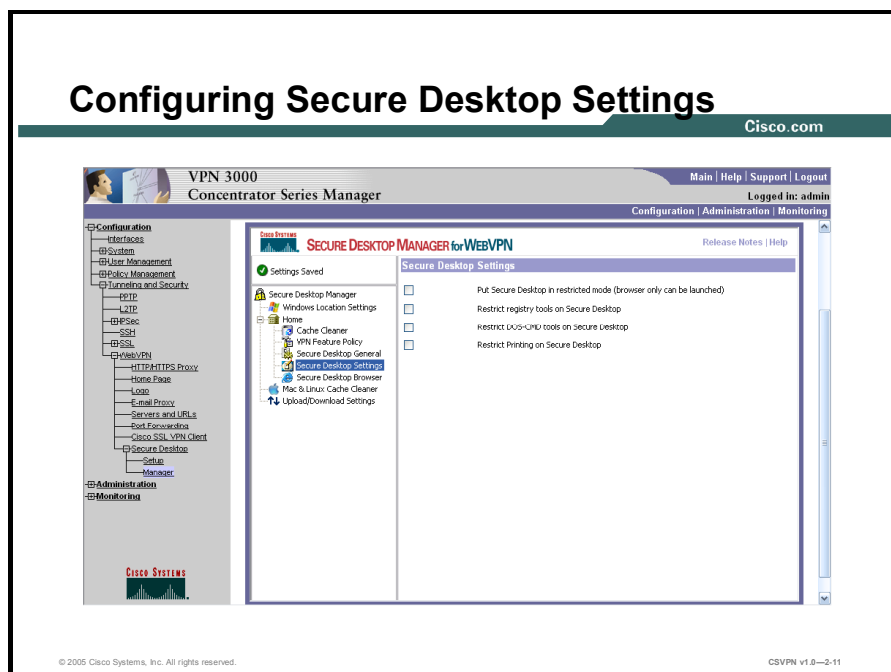 Configuring Secure Desktop Settings
Cisco.com
VPN 3000
Concentrator Series Manager
Main | Help | Support | Logout
Logged in: admin
Configuration | Administration | Monitoring
Configuration
Interfaces
System
User Management
Policy Management
Tunneling and Security
PPTP
L2TP
IPSec
SSH
SSL
WebVPN
HTTP/HTTPS Proxy
Home Page
Logo
E-mail Proxy
Servers and URLs
Port Forwarding
Cisco SSL VPN Client
Secure Desktop
Setup
Manager
Administration
Monitoring
CISCO SYSTEMS
CISCO SYSTEMS
SECURE DESKTOP MANAGER for WEBVPN
Release Notes | Help
Settings Saved
Secure Desktop Manager
Windows Location Settings
Home
Cache Cleaner
VPN Feature Policy
Secure Desktop General
Secure Desktop Settings
Secure Desktop Browser
Mac & Linux Cache Cleaner
Upload/Download Settings
Secure Desktop Settings
Put Secure Desktop in restricted mode (browser only can be launched)
Restrict registry tools on Secure Desktop
Restrict DOS-CMD tools on Secure Desktop
Restrict Printing on Secure Desktop
© 2005 Cisco Systems, Inc. All rights reserved.
CSVPN v1.0—2-11